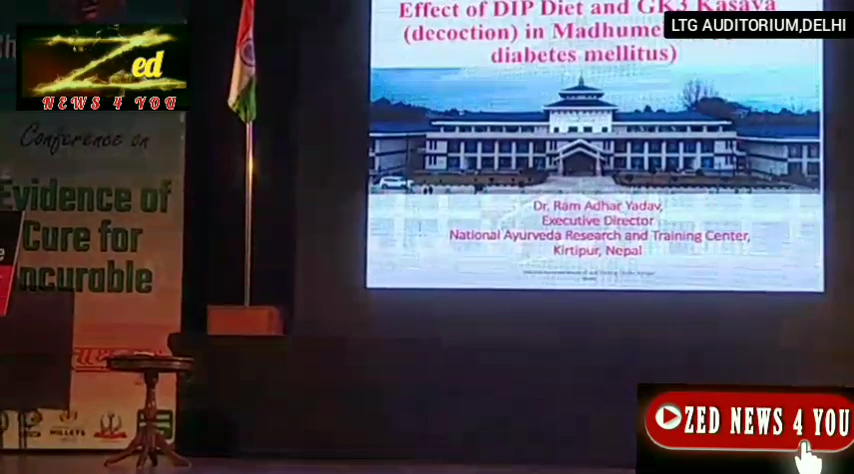 Effect of DIP Diet and GK3 Kasaya
(decoction) in
diabetes mellitus)
LTG AUDITORIUM,DELHI
Zed
NEWS 4 YOU
Conference on
Evidence of
Cure for
Incurable
Dr. Ram Adhar Yadav,
Executive Director
National Ayurveda Research and Training Center,
Kirtipur, Nepal
MILLETS
ZED NEWS 4 YOU